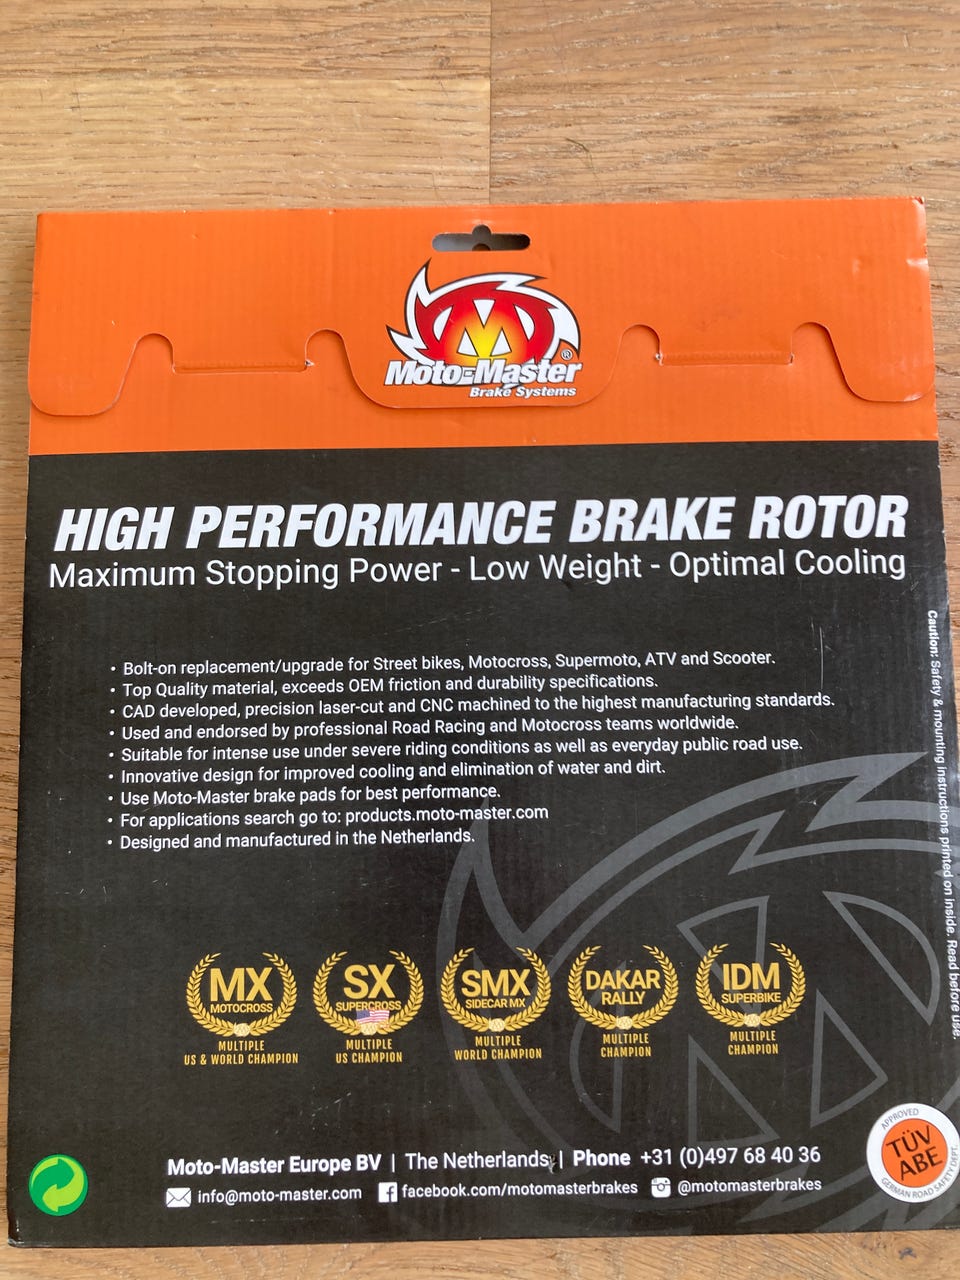 Moto-Master®
Brake Systems
HIGH PERFORMANCE BRAKE ROTOR
Maximum Stopping Power - Low Weight - Optimal Cooling
• Bolt-on replacement/upgrade for Street bikes, Motocross, Supermoto, ATV and Scooter.
• Top Quality material, exceeds OEM friction and durability specifications.
• CAD developed, precision laser-cut and CNC machined to the highest manufacturing standards.
• Used and endorsed by professional Road Racing and Motocross teams worldwide.
• Suitable for intense use under severe riding conditions as well as everyday public road use.
• Innovative design for improved cooling and elimination of water and dirt.
• Use Moto-Master brake pads for best performance.
• For applications search go to: products.moto-master.com
• Designed and manufactured in the Netherlands.
Caution: Safety & mounting instructions printed on inside. Read before use.
MX
MOTOCROSS
MULTIPLE
US & WORLD CHAMPION
SX
SUPERCROSS
MULTIPLE
US CHAMPION
SMX
SIDECAR MX
MULTIPLE
WORLD CHAMPION
DAKAR
RALLY
MULTIPLE
CHAMPION
IDM
SUPERBIKE
MULTIPLE
CHAMPION
Moto-Master Europe BV | The Netherlands | Phone +31 (0)497 68 40 36
info@moto-master.com facebook.com/motomasterbrakes @motomasterbrakes
APPROVED
TÜV
ABE
GERMAN ROAD SAFETY DEPT.